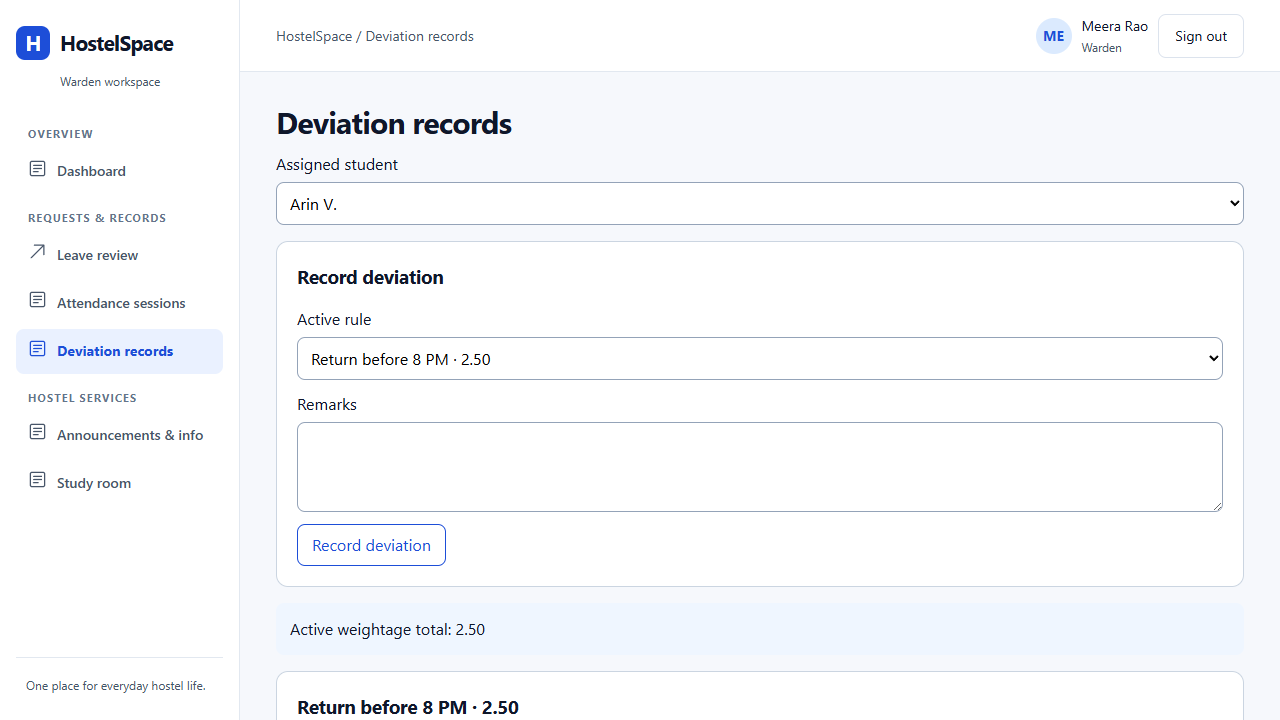 H HostelSpace
Warden workspace
OVERVIEW
Dashboard
REQUESTS & RECORDS
Leave review
Attendance sessions
Deviation records
HOSTEL SERVICES
Announcements & info
Study room
One place for everyday hostel life.
HostelSpace / Deviation records
ME Meera Rao
Warden
Sign out
Deviation records
Assigned student
Arin V.
Record deviation
Active rule
Return before 8 PM · 2.50
Remarks
Record deviation
Active weightage total: 2.50
Return before 8 PM · 2.50